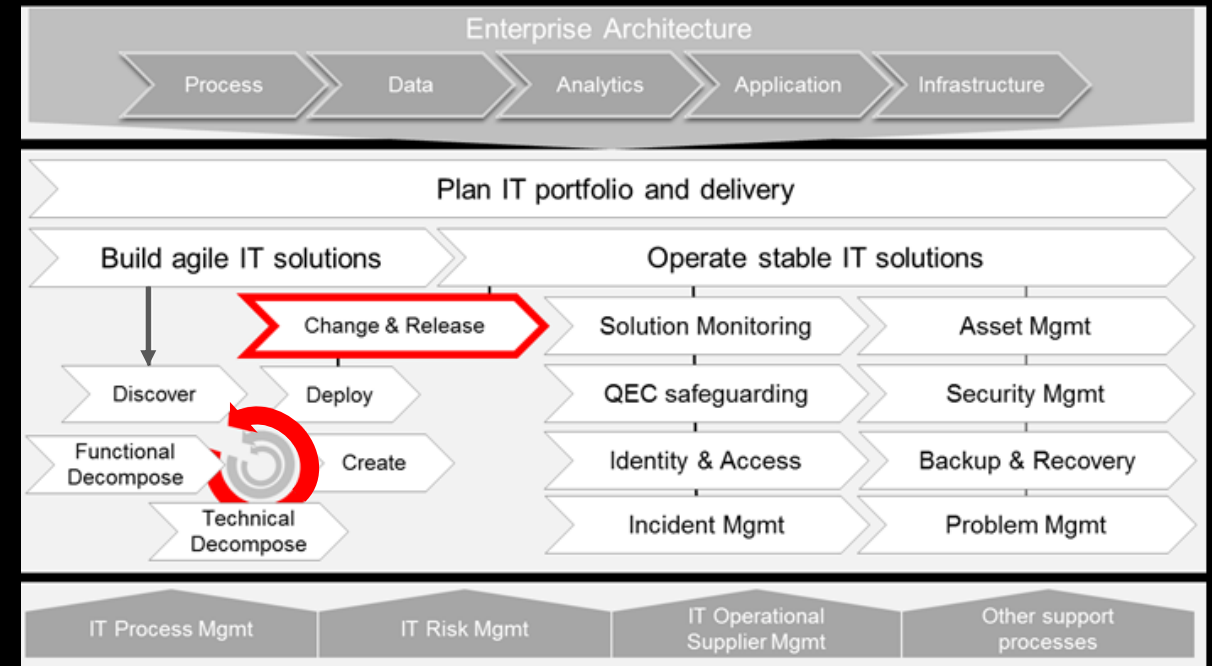 Enterprise Architecture
Process
Data
Analytics
Application
Infrastructure
Plan IT portfolio and delivery
Build agile IT solutions
Operate stable IT solutions
Change & Release
Solution Monitoring
Asset Mgmt
Discover
Deploy
QEC safeguarding
Security Mgmt
Functional
Decompose
Create
Identity & Access
Backup & Recovery
Technical
Decompose
Incident Mgmt
Problem Mgmt
IT Process Mgmt
IT Risk Mgmt
IT Operational
Supplier Mgmt
Other support
processes